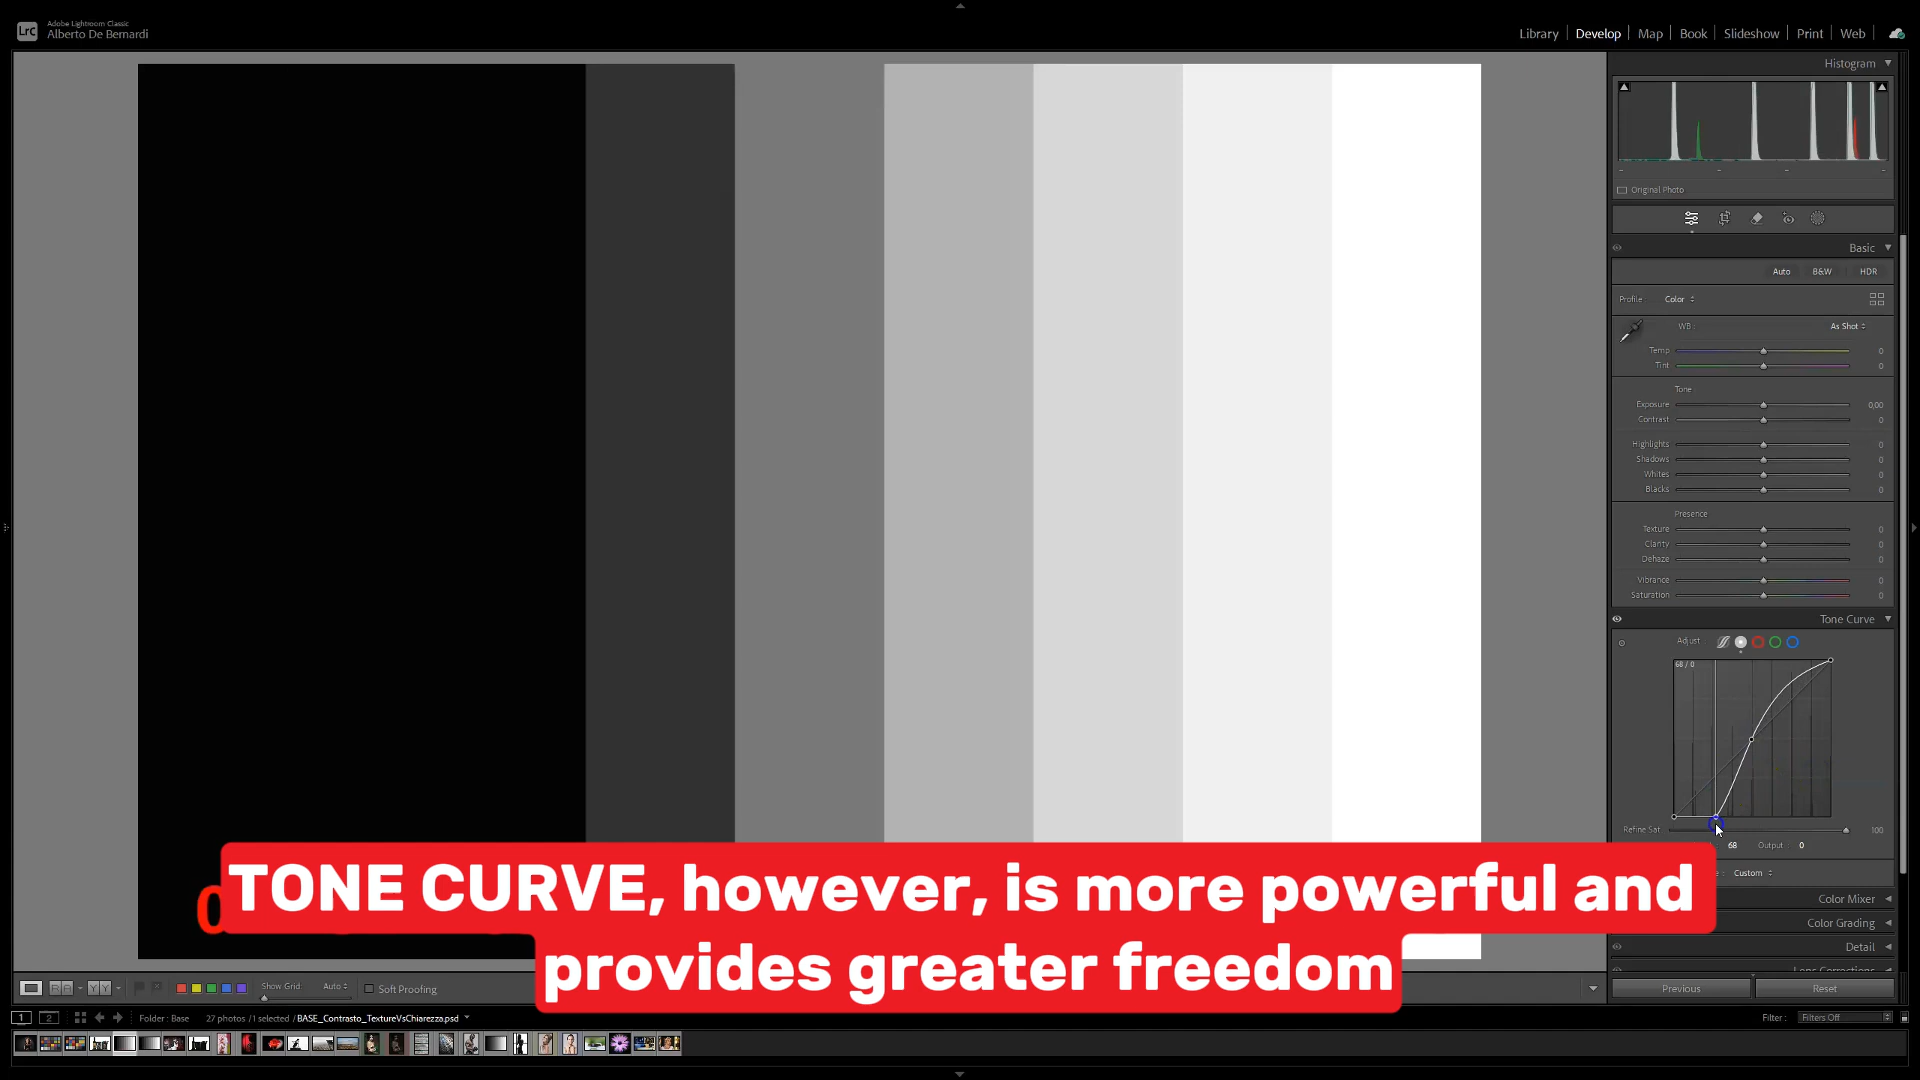 LrC
Adobe Lightroom Classic
Alberto De Bernardi
Library
Develop
Map
Book
Slideshow
Print
Web
Histogram
Original Photo
Basic
Auto
B&W
HDR
Profile
Color
WB:
As Shot
Temp
0
Tint
0
Tone
Exposure
0,00
Contrast
0
Highlights
0
Shadows
0
Whites
0
Blacks
0
Presence
Texture
0
Clarity
0
Dehaze
0
Vibrance
0
Saturation
0
Tone Curve
Adjust
68 / 0
Refine Sat.
100
68
Output :
0
TONE CURVE, however, is more powerful and
provides greater freedom
Custom
Color Mixer
Color Grading
Detail
Previous
Reset
Show Grid:
Auto
Soft Proofing
1
2
Folder : Base
27 photos /1 selected /BASE_Contrasto_TextureVsChiarezza.psd
Filter :
Filters Off